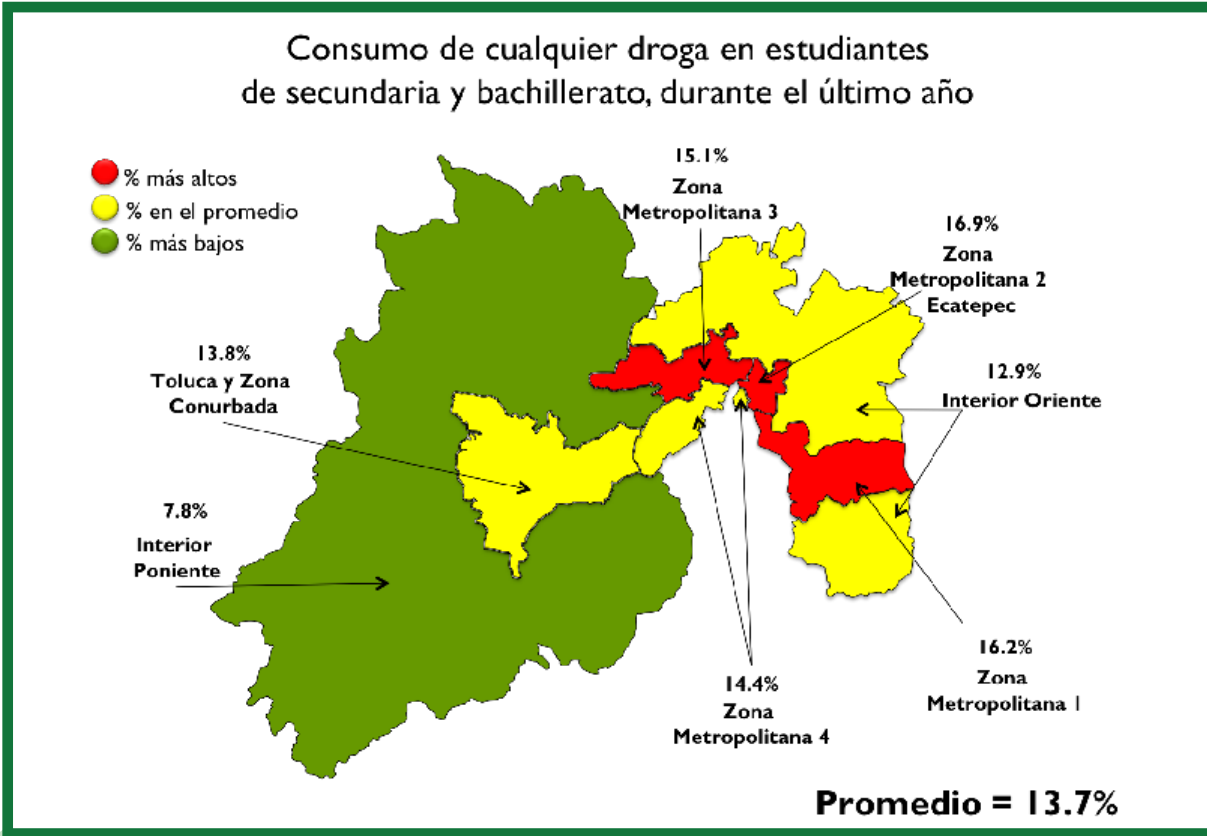 Consumo de cualquier droga en estudiantes
de secundaria y bachillerato, durante el último año
% más altos
% en el promedio
% más bajos
15.1%
Zona
Metropolitana 3
16.9%
Zona
Metropolitana 2
Ecatepec
13.8%
Toluca y Zona
Conurbada
12.9%
Interior Oriente
7.8%
Interior
Poniente
16.2%
Zona
Metropolitana 1
14.4%
Zona
Metropolitana 4
Promedio = 13.7%